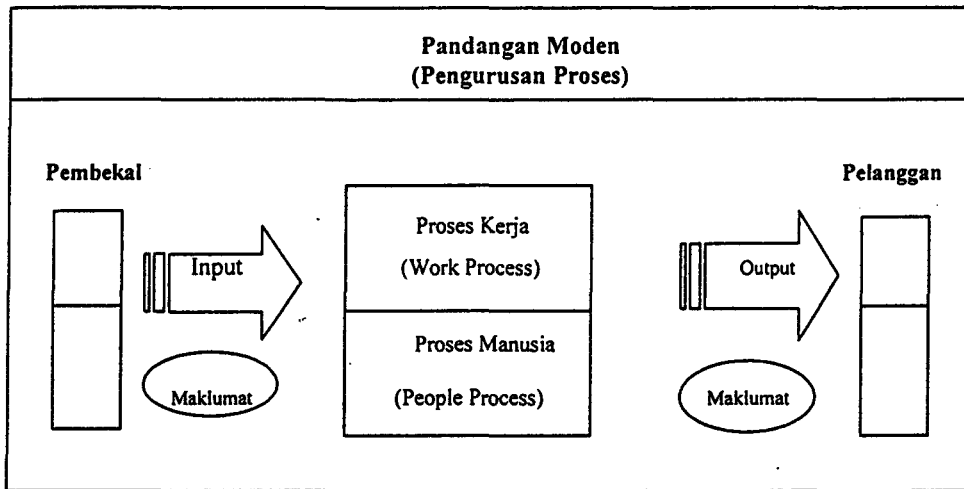 Pandangan Moden
(Pengurusan Proses)
Pembekal
Pelanggan
Input
Proses Kerja
(Work Process)
Output
Proses Manusia
(People Process)
Maklumat
Maklumat